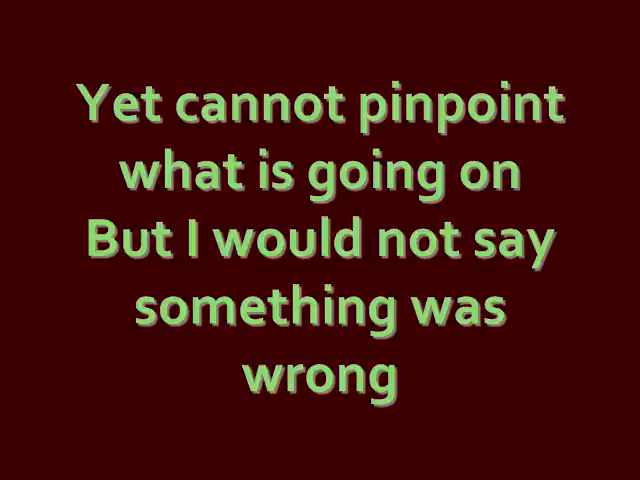 Yet cannot pinpoint
what is going on
But I would not say
something was
wrong